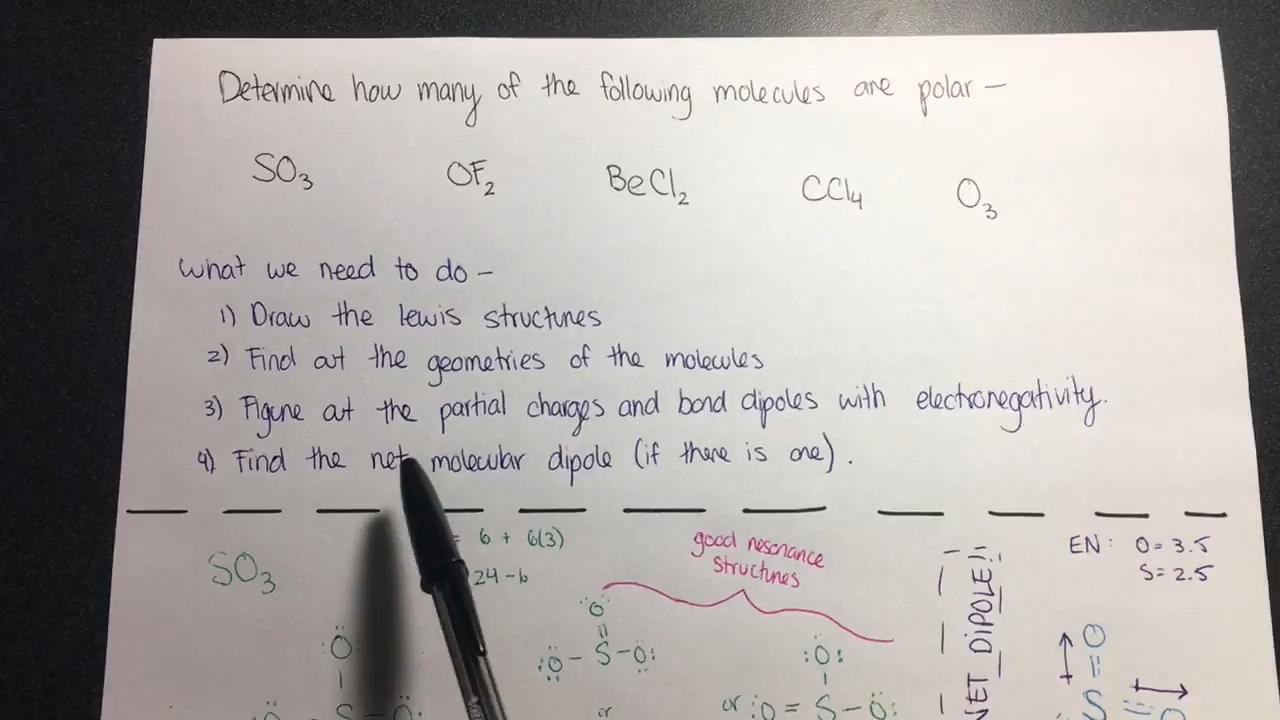 Determine how many of the following molecules are polar —
SO3 OF2 BeCl2 CCl4 O3
What we need to do —
1) Draw the lewis structures
2) Find out the geometries of the molecules
3) Figure out the partial charges and bond dipoles with electronegativity.
4) Find the net molecular dipole (if there is one).
SO3
= 6 + 6(3)
24 -
good resonance
structures
NET DIPOLE!!
EN: O = 3.5
S = 2.5
O
O
O
S
:O - S - O:
:O:
S - O
or
or :O = S - O:
S